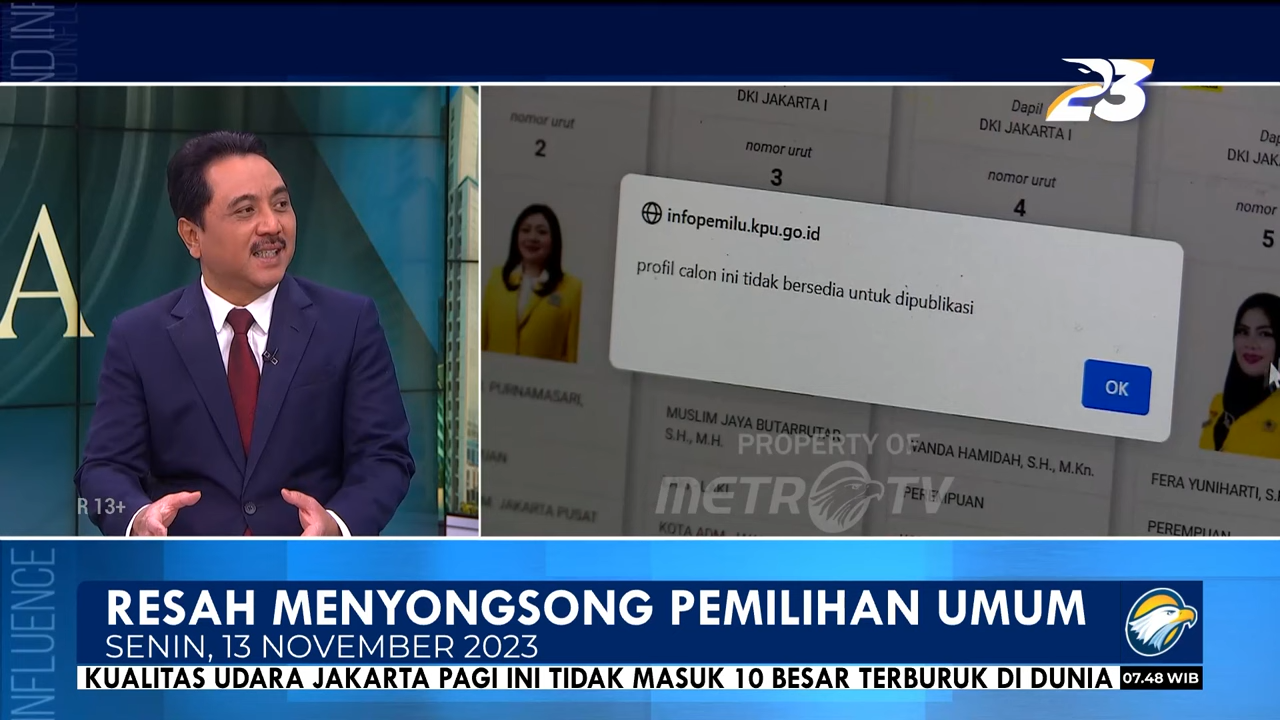 ND INF
23
DKI JAKARTA I
nomor urut
2
nomor urut
3
Dapil
DKI JAKARTA I
nomor urut
4
DKI JAK
nomor
5
infopemilu.kpu.go.id
profil calon ini tidak bersedia untuk dipublikasi
OK
A
PURNAMASARI,
MUSLIM JAYA BUTARBUTAR,
S.H., M.H.
WANDA HAMIDAH, S.H., M.Kn.
PEREMPUAN
FERA YUNIHARTI, S.
PEREMPUAN
JAKARTA PUSAT
KOTA ADM.
PROPERTY OF
METRO TV
R 13+
INFLUENCE
RESAH MENYONGSONG PEMILIHAN UMUM
SENIN, 13 NOVEMBER 2023
KUALITAS UDARA JAKARTA PAGI INI TIDAK MASUK 10 BESAR TERBURUK DI DUNIA
07.48 WIB